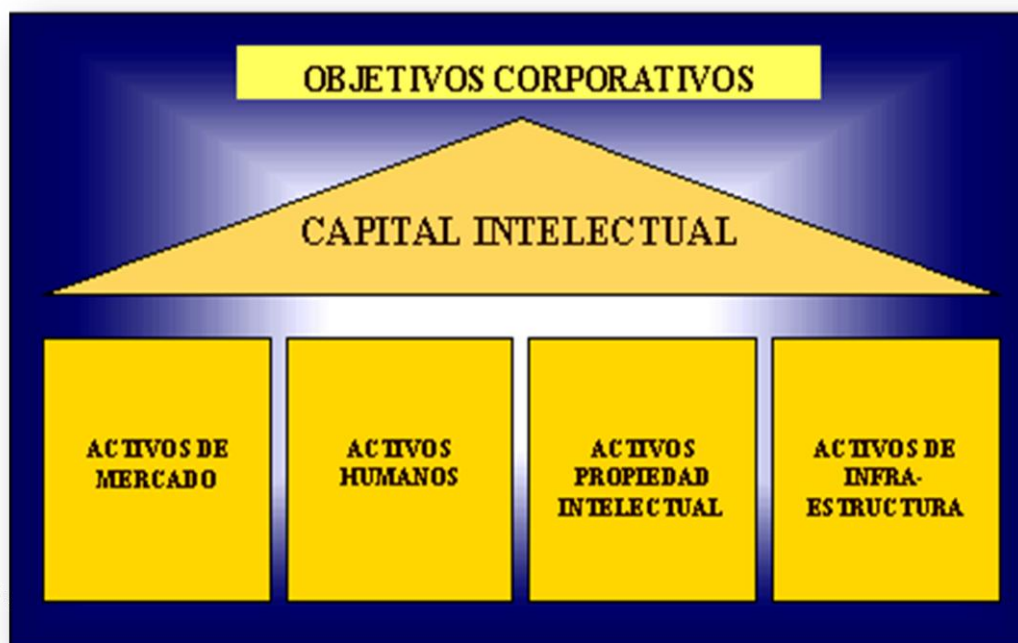 OBJETIVOS CORPORATIVOS
CAPITAL INTELECTUAL
ACTIVOS DE
MERCADO
ACTIVOS
HUMANOS
ACTIVOS
PROPIEDAD
INTELECTUAL
ACTIVOS DE
INFRA-
ESTRUCTURA